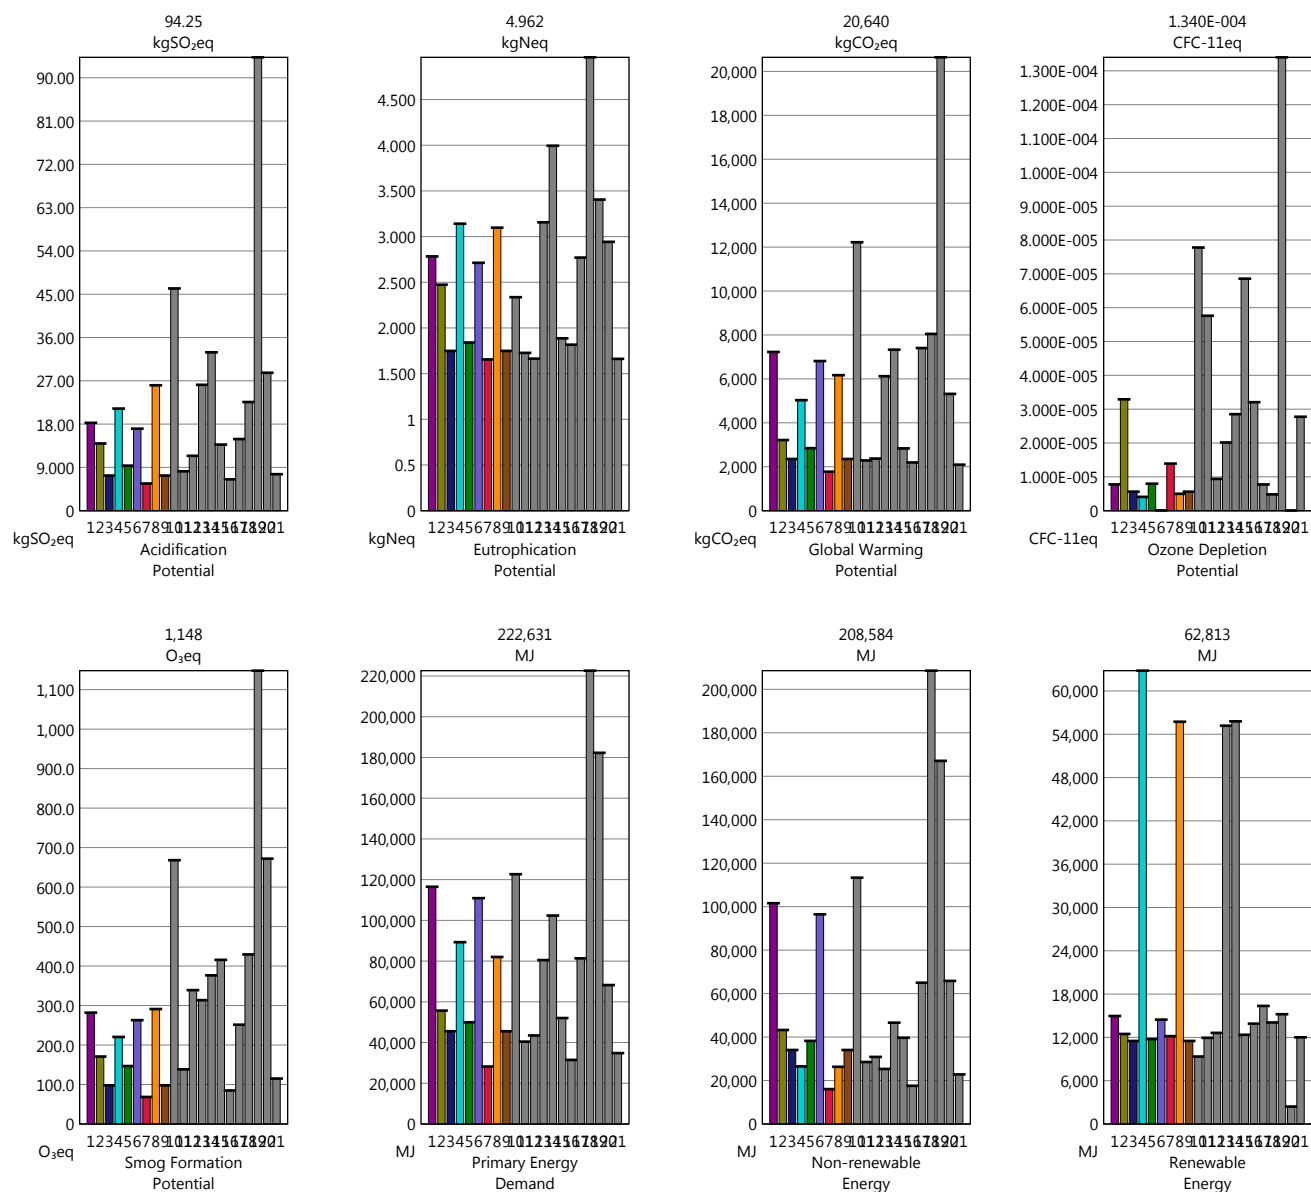 94.25
kgSO₂eq
90.00
81.00
72.00
63.00
54.00
45.00
36.00
27.00
18.00
9.000
0
123456789101112131415161718192021
kgSO₂eq
Acidification
Potential
4.962
kgNeq
4.500
4.000
3.500
3.000
2.500
2.000
1.500
1
0.5
0
123456789101112131415161718192021
kgNeq
Eutrophication
Potential
20,640
kgCO₂eq
20,000
18,000
16,000
14,000
12,000
10,000
8,000
6,000
4,000
2,000
0
123456789101112131415161718192021
kgCO₂eq
Global Warming
Potential
1.340E-004
CFC-11eq
1.300E-004
1.200E-004
1.100E-004
1.000E-004
9.000E-005
8.000E-005
7.000E-005
6.000E-005
5.000E-005
4.000E-005
3.000E-005
2.000E-005
1.000E-005
0
123456789101112131415161718192021
CFC-11eq
Ozone Depletion
Potential
1,148
O₃eq
1,100
1,000
900.0
800.0
700.0
600.0
500.0
400.0
300.0
200.0
100.0
0
123456789101112131415161718192021
O₃eq
Smog Formation
Potential
222,631
MJ
220,000
200,000
180,000
160,000
140,000
120,000
100,000
80,000
60,000
40,000
20,000
0
123456789101112131415161718192021
MJ
Primary Energy
Demand
208,584
MJ
200,000
180,000
160,000
140,000
120,000
100,000
80,000
60,000
40,000
20,000
0
123456789101112131415161718192021
MJ
Non-renewable
Energy
62,813
MJ
60,000
54,000
48,000
42,000
36,000
30,000
24,000
18,000
12,000
6,000
0
123456789101112131415161718192021
MJ
Renewable
Energy